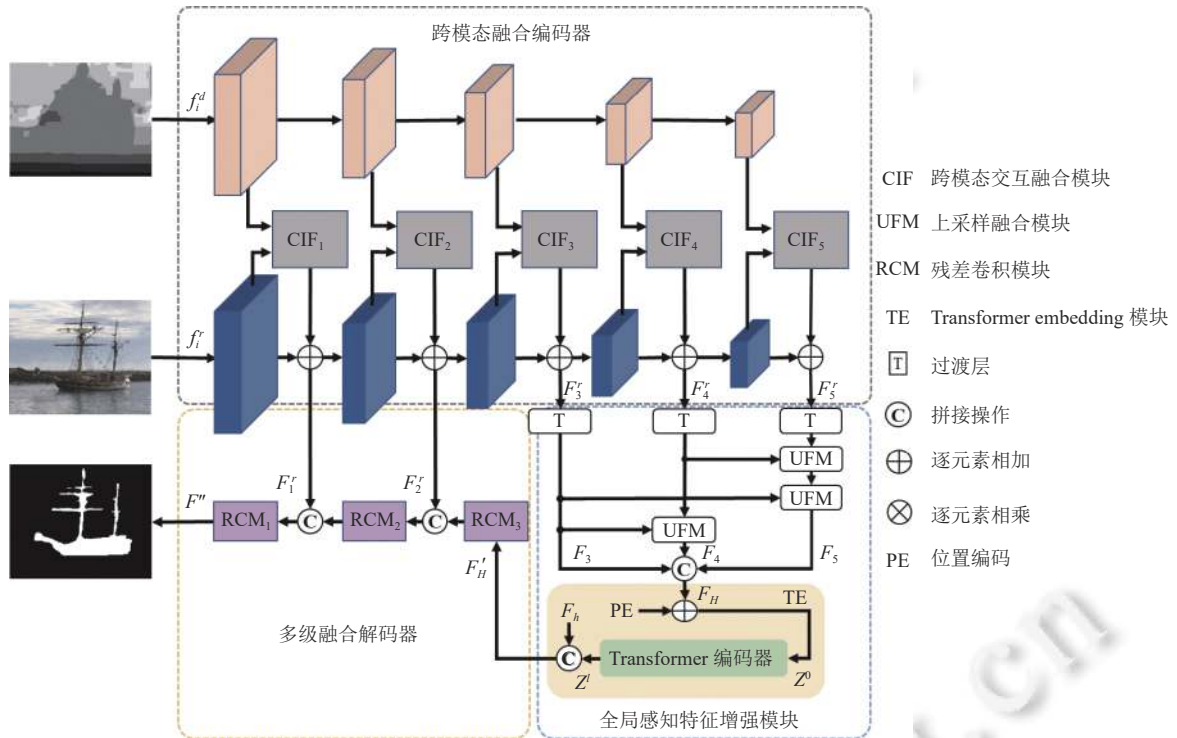 跨模态融合编码器
f_i^d
CIF₁
CIF₂
CIF₃
CIF₄
CIF₅
f_i^r
F_3^r
F_4^r
F_5^r
T
T
T
UFM
UFM
UFM
F_1^r
F_2^r
F″
RCM₁
C
RCM₂
C
RCM₃
F₃
F₄
F₅
C
F_H′
F_H
F_h
PE
TE
C
Transformer 编码器
Z^l
Z⁰
多级融合解码器
全局感知特征增强模块
CIF 跨模态交互融合模块
UFM 上采样融合模块
RCM 残差卷积模块
TE Transformer embedding 模块
T 过渡层
C 拼接操作
逐元素相加
逐元素相乘
PE 位置编码
.cn